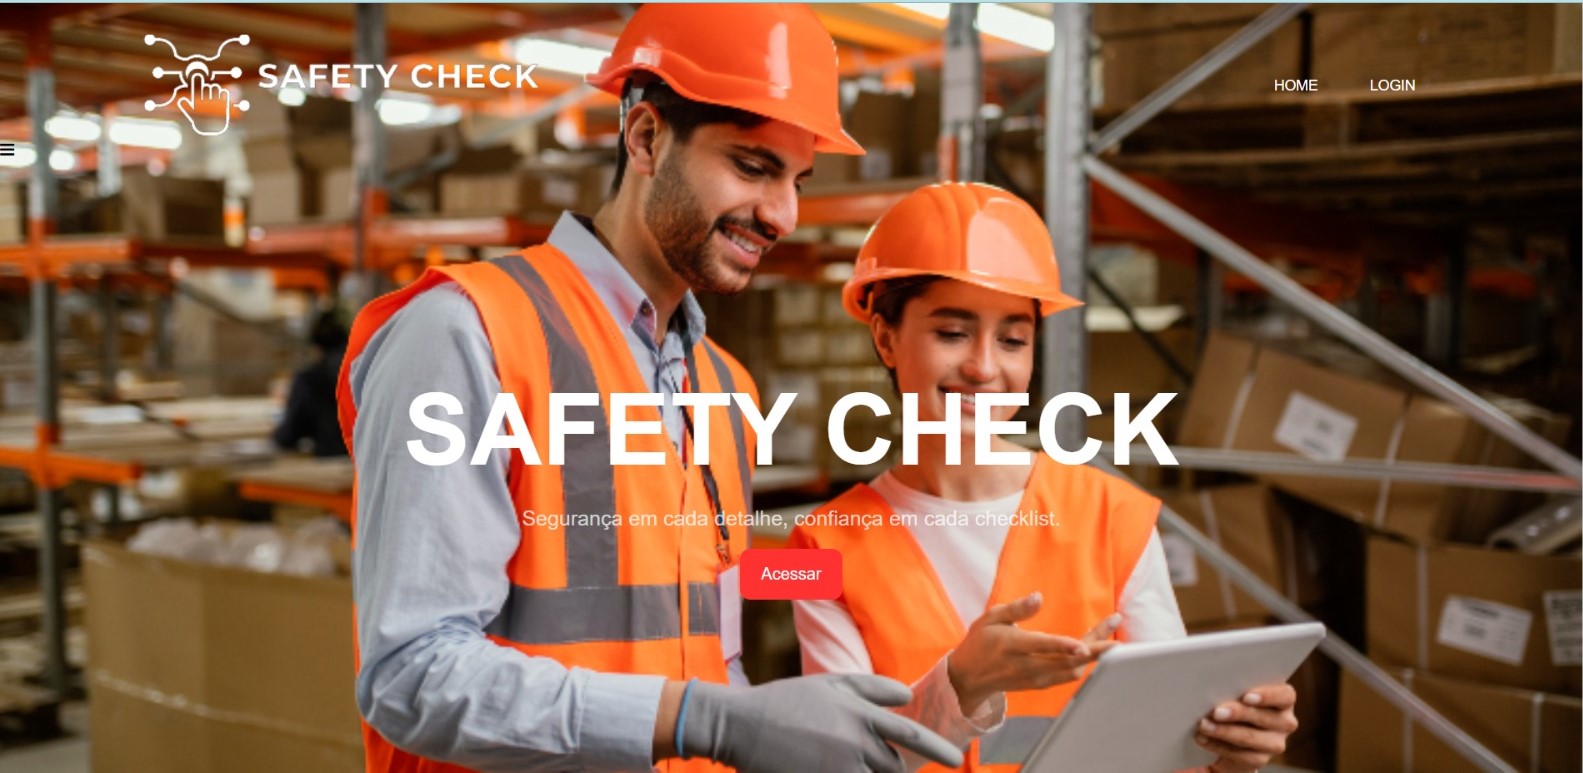 SAFETY CHECK
HOME
LOGIN
SAFETY CHECK
Segurança em cada detalhe, confiança em cada checklist.
Acessar